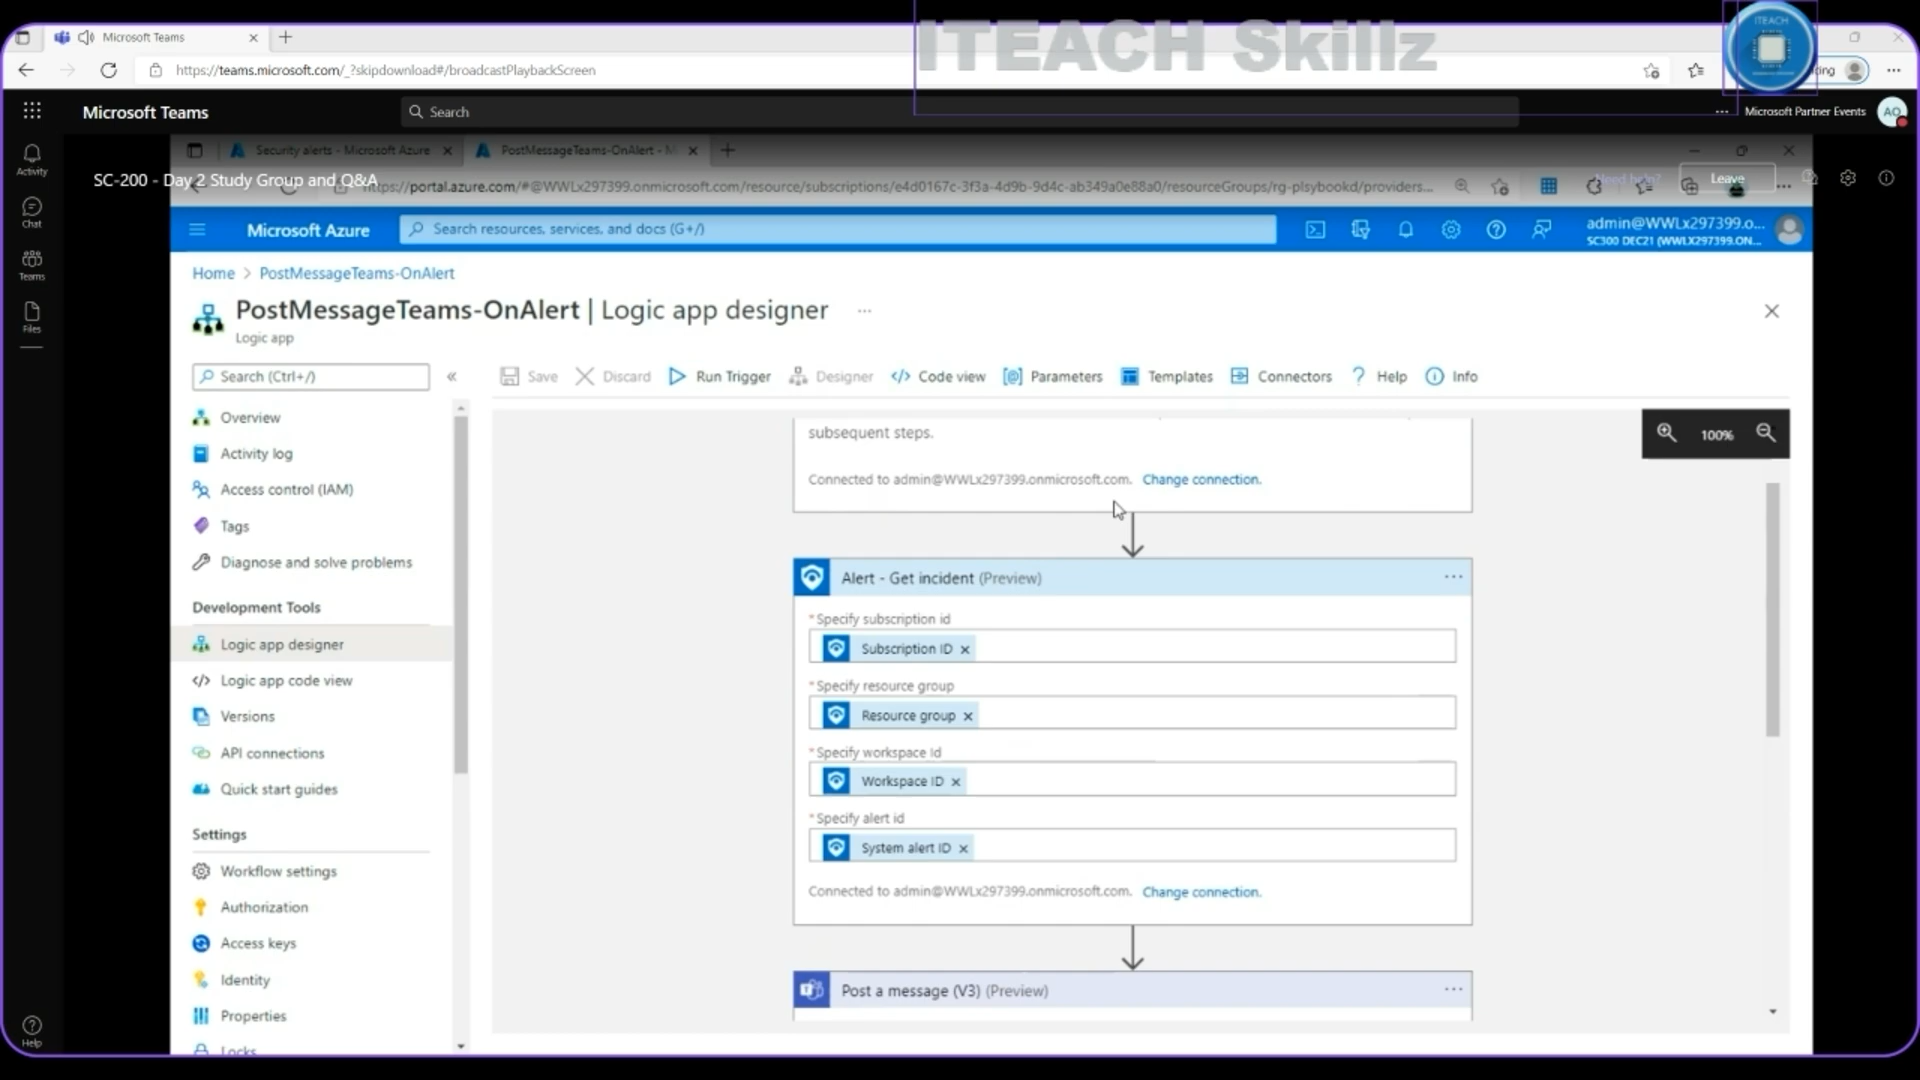 ITEACH Skillz
ITEACH
Microsoft Teams
https://teams.microsoft.com/_?skipdownload#/broadcastPlaybackScreen
Microsoft Teams
Search
Microsoft Partner Events
AO
Activity
Chat
Teams
Files
Help
Security alerts - Microsoft Azure
PostMessageTeams-OnAlert - M
SC-200 - Day 2 Study Group and Q&A
https://portal.azure.com/#@WWLx297399.onmicrosoft.com/resource/subscriptions/e4d0167c-3f3a-4d9b-9d4c-ab349a0e88a0/resourceGroups/rg-plsybookd/providers...
Need help?
Leave
Microsoft Azure
Search resources, services, and docs (G+/)
admin@WWLx297399.o...
SC300 DEC21 (WWLX297399.ON...
Home > PostMessageTeams-OnAlert
PostMessageTeams-OnAlert | Logic app designer
...
Logic app
Search (Ctrl+/)
«
Save
Discard
Run Trigger
Designer
Code view
Parameters
Templates
Connectors
Help
Info
Overview
Activity log
Access control (IAM)
Tags
Diagnose and solve problems
Development Tools
Logic app designer
Logic app code view
Versions
API connections
Quick start guides
Settings
Workflow settings
Authorization
Access keys
Identity
Properties
Locks
100%
subsequent steps.
Connected to admin@WWLx297399.onmicrosoft.com. Change connection.
Alert - Get incident (Preview)
* Specify subscription id
Subscription ID ×
* Specify resource group
Resource group ×
* Specify workspace Id
Workspace ID ×
* Specify alert id
System alert ID ×
Connected to admin@WWLx297399.onmicrosoft.com. Change connection.
Post a message (V3) (Preview)